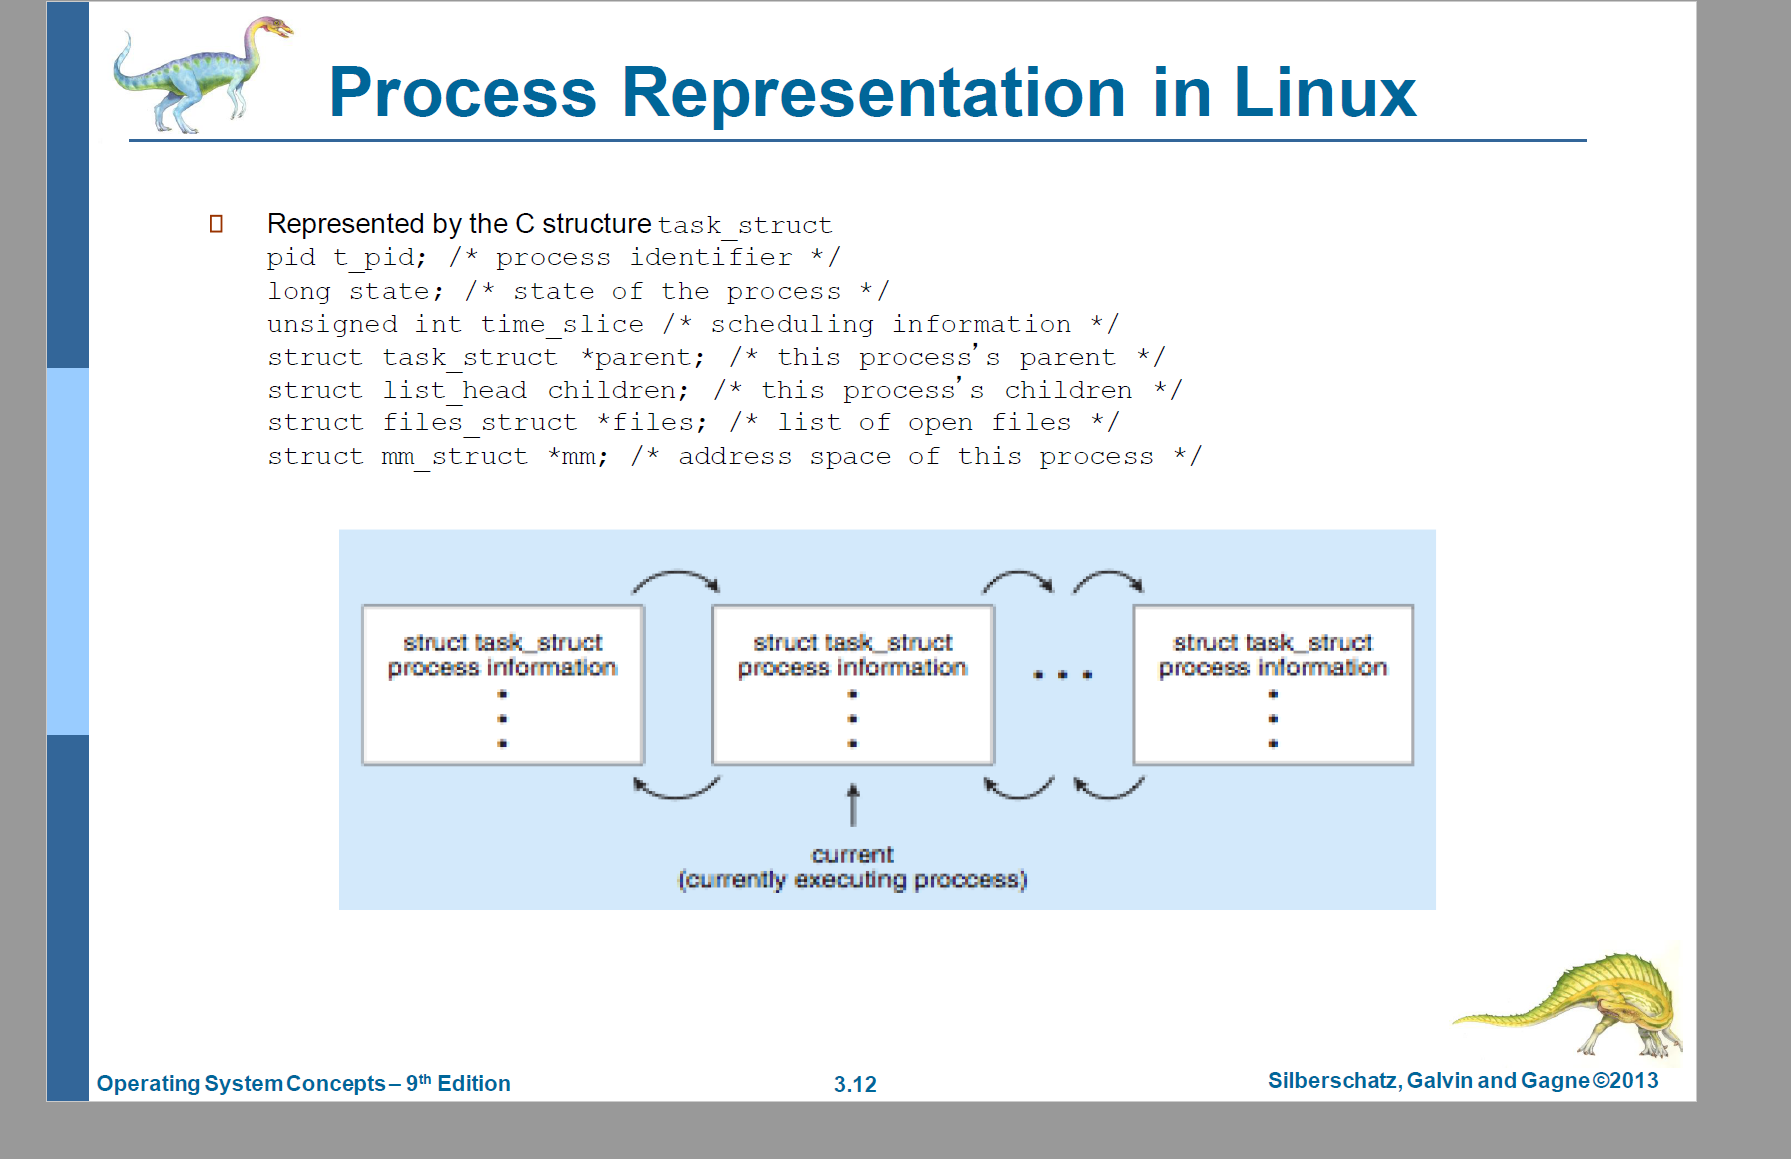 Process Representation in Linux
Represented by the C structure task_struct
pid t_pid; /* process identifier */
long state; /* state of the process */
unsigned int time_slice /* scheduling information */
struct task_struct *parent; /* this process’s parent */
struct list_head children; /* this process’s children */
struct files_struct *files; /* list of open files */
struct mm_struct *mm; /* address space of this process */
struct task_struct
process information
struct task_struct
process information
struct task_struct
process information
current
(currently executing proccess)
Operating System Concepts – 9th Edition
3.12
Silberschatz, Galvin and Gagne ©2013